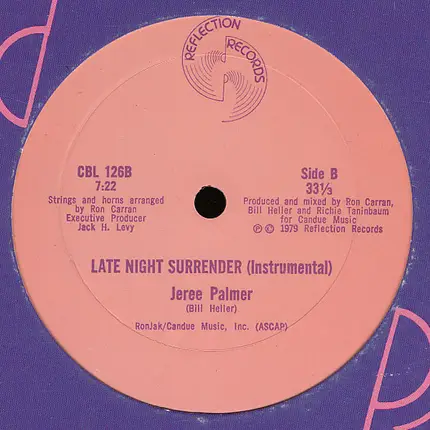 REFLECTION RECORDS
CBL 126B
7:22
Strings and horns arranged
by Ron Carran
Executive Producer
Jack H. Levy
Side B
33⅓
Produced and mixed by Ron Carran,
Bill Heller and Richie Taninbaum
for Candue Music
℗ © 1979 Reflection Records
LATE NIGHT SURRENDER (Instrumental)
Jeree Palmer
(Bill Heller)
RonJak/Candue Music, Inc. (ASCAP)